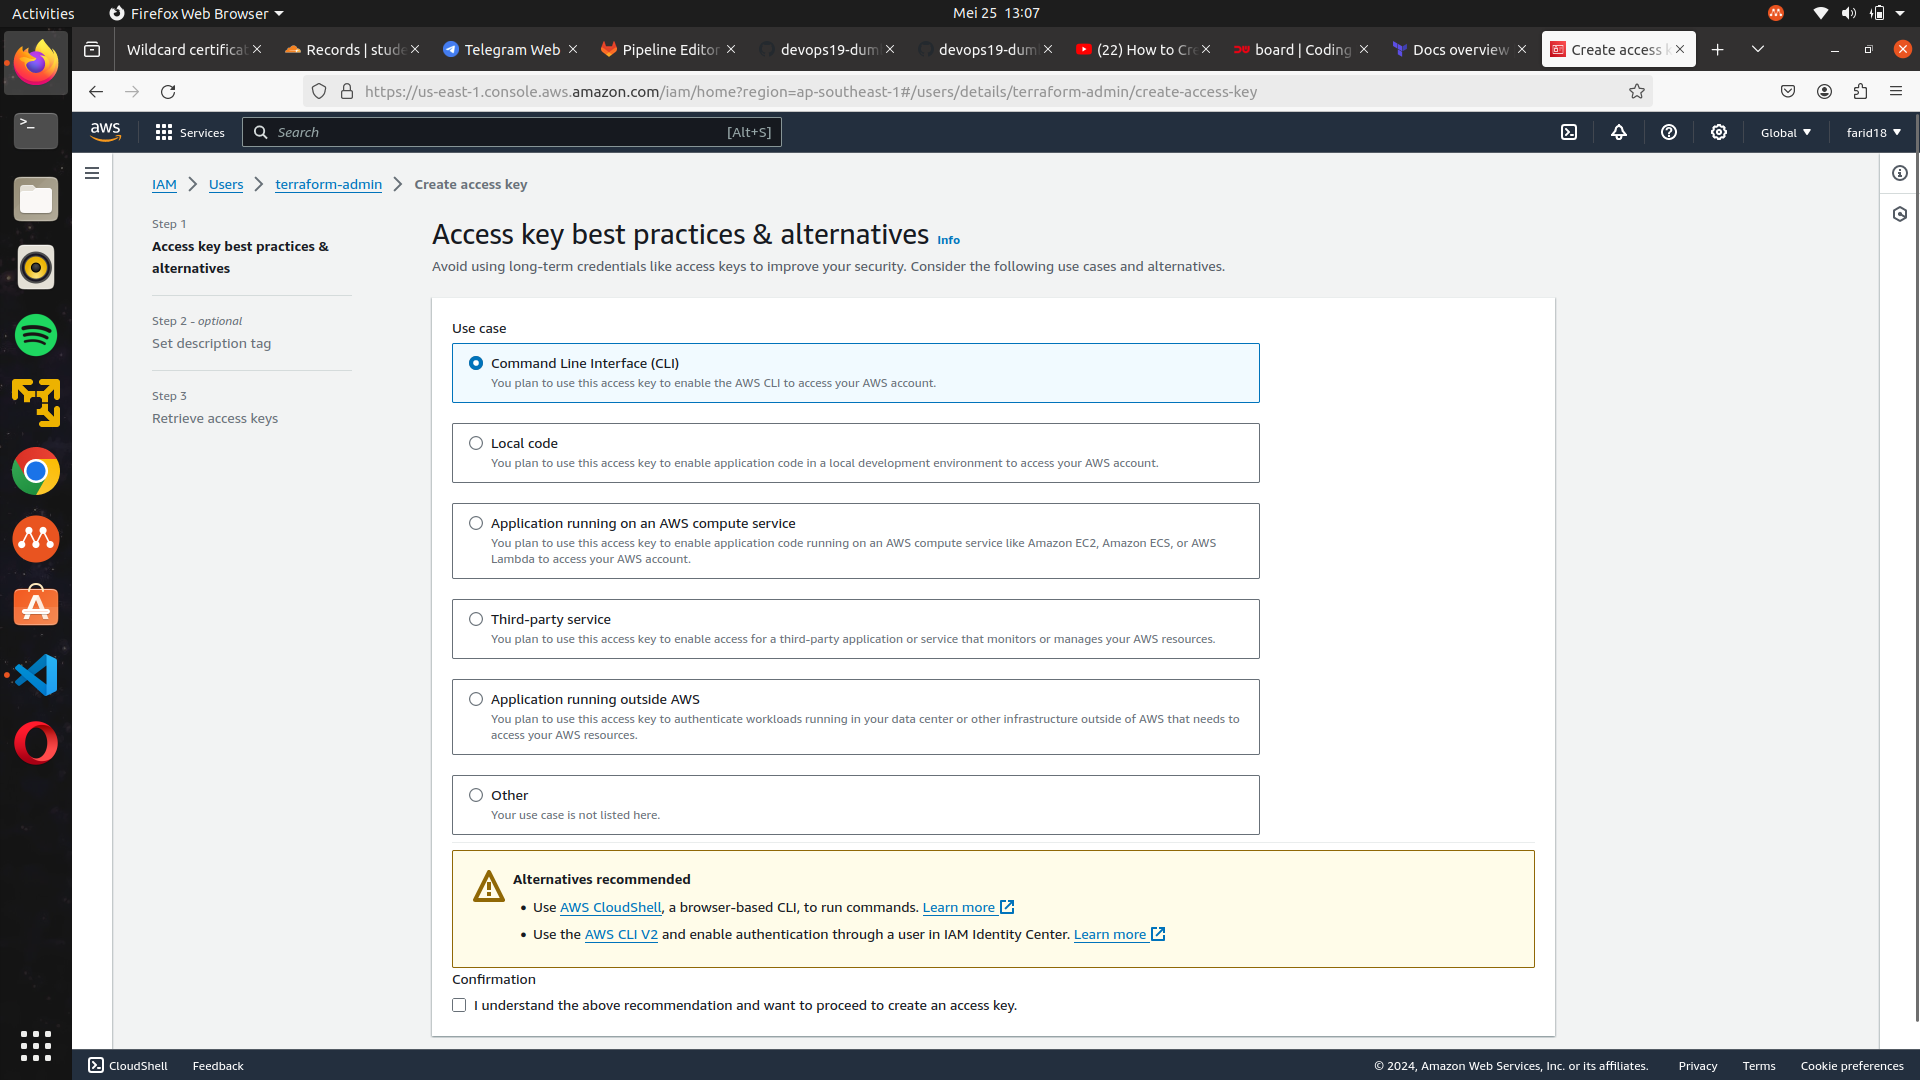 Activities
Firefox Web Browser
Mei 25 13:07
Wildcard certificat
Records | stude
Telegram Web
Pipeline Editor
devops19-duml
devops19-duml
(22) How to Cre
board | Coding
Docs overview
Create access k
https://us-east-1.console.aws.amazon.com/iam/home?region=ap-southeast-1#/users/details/terraform-admin/create-access-key
aws
Services
Search
[Alt+S]
Global
farid18
IAM
Users
terraform-admin
Create access key
Step 1
Access key best practices &
alternatives
Step 2 - optional
Set description tag
Step 3
Retrieve access keys
Access key best practices & alternatives Info
Avoid using long-term credentials like access keys to improve your security. Consider the following use cases and alternatives.
Use case
Command Line Interface (CLI)
You plan to use this access key to enable the AWS CLI to access your AWS account.
Local code
You plan to use this access key to enable application code in a local development environment to access your AWS account.
Application running on an AWS compute service
You plan to use this access key to enable application code running on an AWS compute service like Amazon EC2, Amazon ECS, or AWS
Lambda to access your AWS account.
Third-party service
You plan to use this access key to enable access for a third-party application or service that monitors or manages your AWS resources.
Application running outside AWS
You plan to use this access key to authenticate workloads running in your data center or other infrastructure outside of AWS that needs to
access your AWS resources.
Other
Your use case is not listed here.
Alternatives recommended
• Use AWS CloudShell, a browser-based CLI, to run commands. Learn more
• Use the AWS CLI V2 and enable authentication through a user in IAM Identity Center. Learn more
Confirmation
I understand the above recommendation and want to proceed to create an access key.
CloudShell
Feedback
© 2024, Amazon Web Services, Inc. or its affiliates.
Privacy
Terms
Cookie preferences